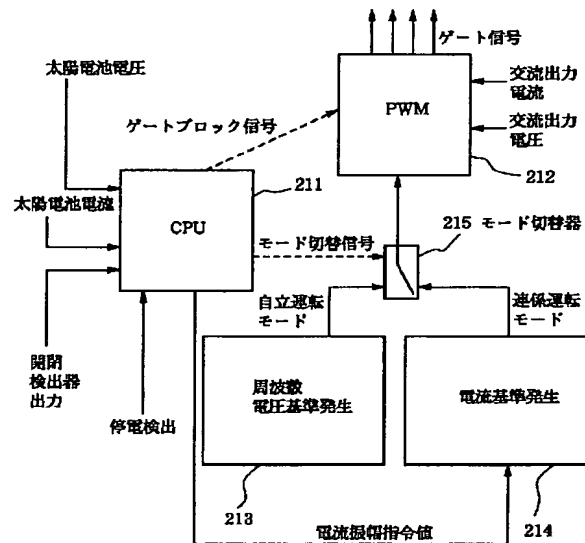 ゲート信号
太陽電池電圧
PWM
交流出力
電流
交流出力
電圧
ゲートブロック信号
211
212
太陽電池電流
CPU
モード切替信号
215 モード切替器
自立運転
モード
連係運転
モード
開閉
検出器
出力
停電検出
周波数
電圧基準発生
電流基準発生
213
電流振幅指令値
214